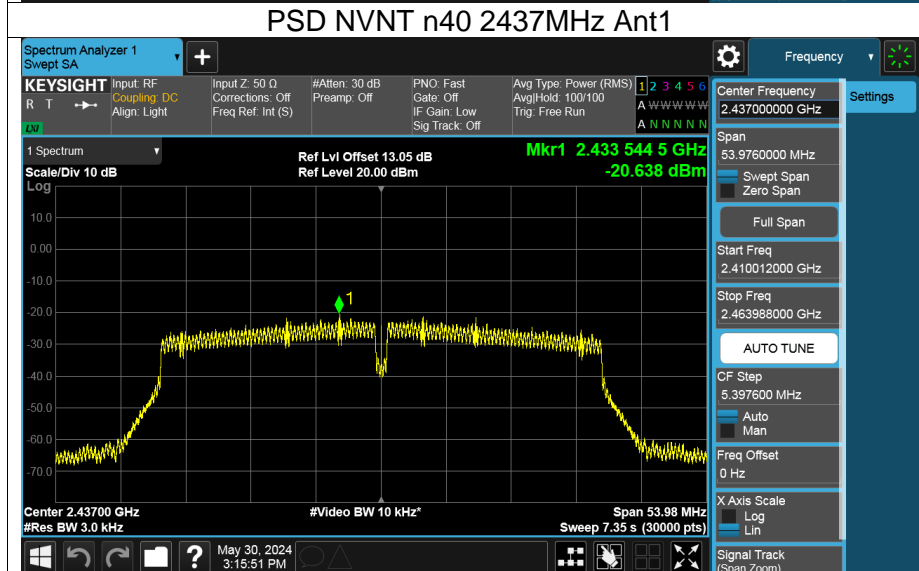 PSD NVNT n40 2437MHz Ant1
Spectrum Analyzer 1
Swept SA
+
Frequency
KEYSIGHT
R T
LXI
Input: RF
Coupling: DC
Align: Light
Input Z: 50 Ω
Corrections: Off
Freq Ref: Int (S)
#Atten: 30 dB
Preamp: Off
PNO: Fast
Gate: Off
IF Gain: Low
Sig Track: Off
Avg Type: Power (RMS)
Avg|Hold: 100/100
Trig: Free Run
1 2 3 4 5 6
A W W W W W
A N N N N N
1 Spectrum
Scale/Div 10 dB
Log
Ref Lvl Offset 13.05 dB
Ref Level 20.00 dBm
Mkr1 2.433 544 5 GHz
-20.638 dBm
10.0
0.00
-10.0
-20.0
-30.0
-40.0
-50.0
-60.0
-70.0
1
Center 2.43700 GHz
#Res BW 3.0 kHz
#Video BW 10 kHz*
Span 53.98 MHz
Sweep 7.35 s (30000 pts)
?
May 30, 2024
3:15:51 PM
Center Frequency
2.437000000 GHz
Settings
Span
53.9760000 MHz
Swept Span
Zero Span
Full Span
Start Freq
2.410012000 GHz
Stop Freq
2.463988000 GHz
AUTO TUNE
CF Step
5.397600 MHz
Auto
Man
Freq Offset
0 Hz
X Axis Scale
Log
Lin
Signal Track
(Span Zoom)